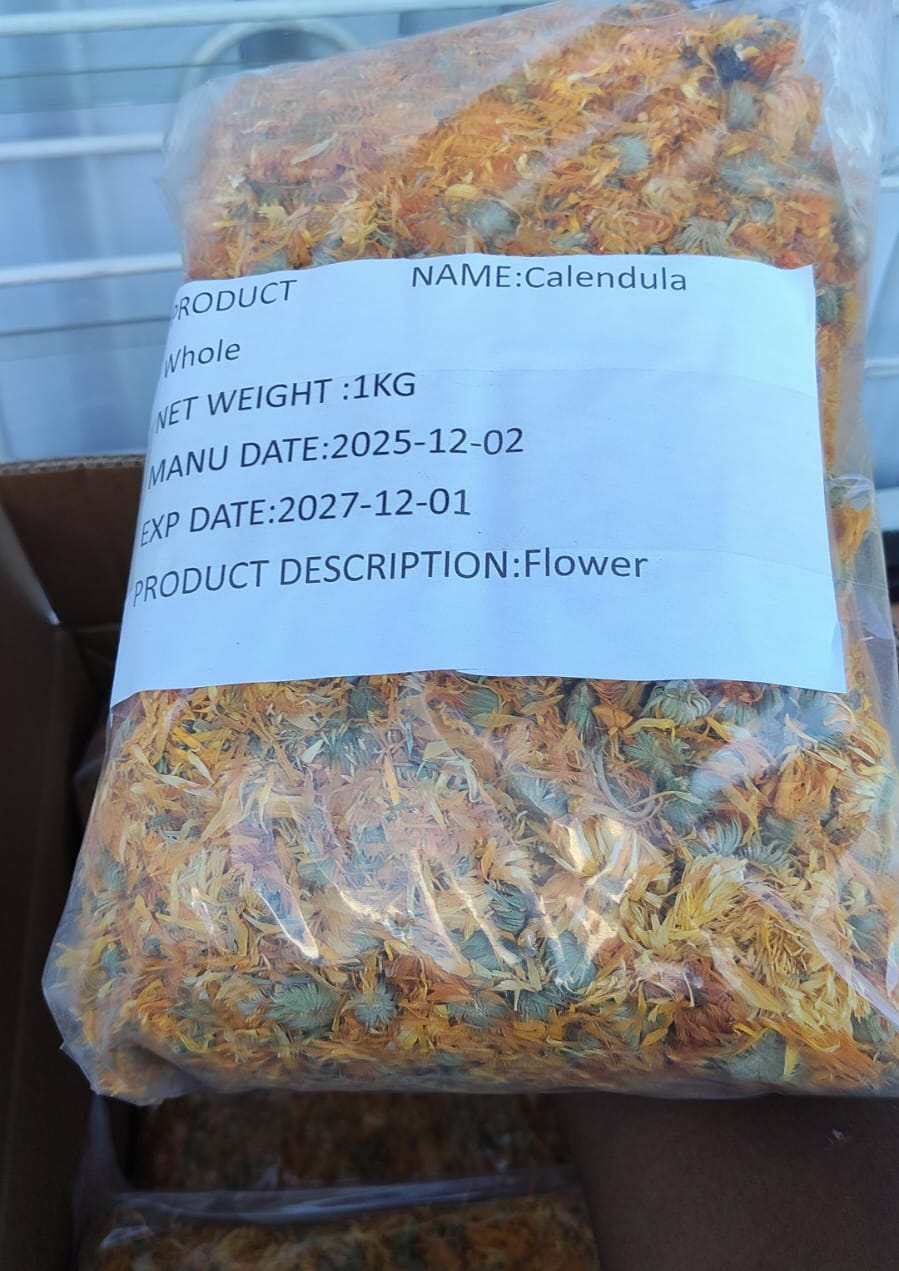 PRODUCT NAME:Calendula
Whole
NET WEIGHT :1KG
MANU DATE:2025-12-02
EXP DATE:2027-12-01
PRODUCT DESCRIPTION:Flower